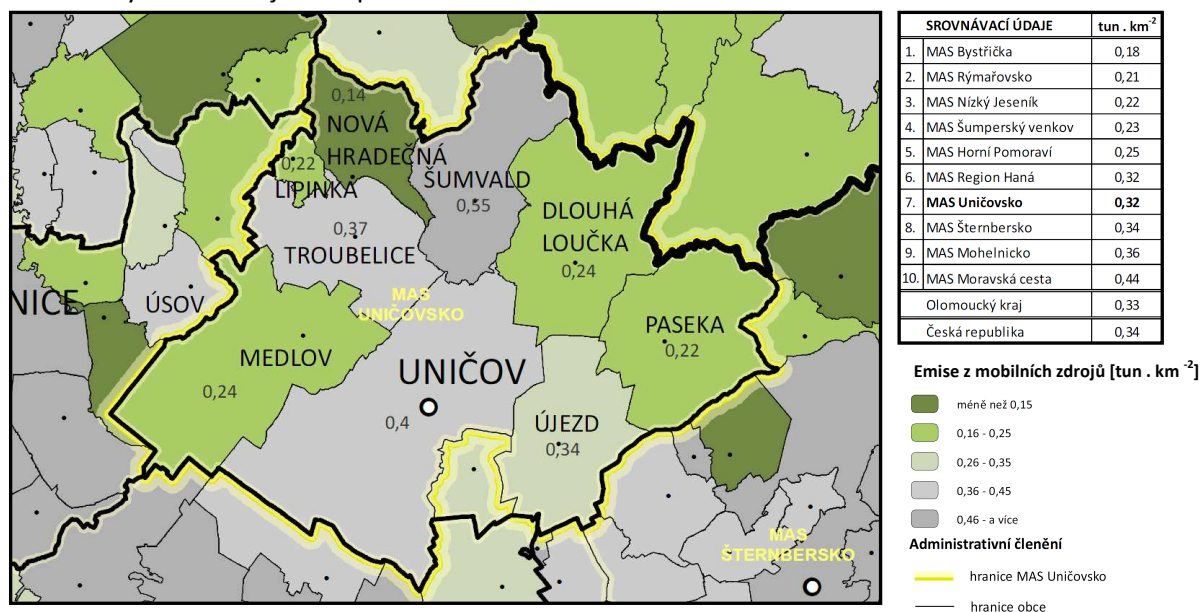 0,14
NOVÁ
HRADEČNÁ
0,22
LIPINKA
ŠUMVALD
0,55
0,37
TROUBELICE
DLOUHÁ
LOUČKA
0,24
NICE
ÚSOV
MAS
UNIČOVSKO
PASEKA
0,22
MEDLOV
0,24
UNIČOV
0,4
ÚJEZD
0,34
MAS
ŠTERNBERSKO
SROVNÁVACÍ ÚDAJE tun . km-2
1. MAS Bystřička 0,18
2. MAS Rýmařovsko 0,21
3. MAS Nízký Jeseník 0,22
4. MAS Šumperský venkov 0,23
5. MAS Horní Pomoraví 0,25
6. MAS Region Haná 0,32
7. MAS Uničovsko 0,32
8. MAS Šternbersko 0,34
9. MAS Mohelnicko 0,36
10. MAS Moravská cesta 0,44
Olomoucký kraj 0,33
Česká republika 0,34
Emise z mobilních zdrojů [tun . km -2]
méně než 0,15
0,16 - 0,25
0,26 - 0,35
0,36 - 0,45
0,46 - a více
Administrativní členění
hranice MAS Uničovsko
hranice obce